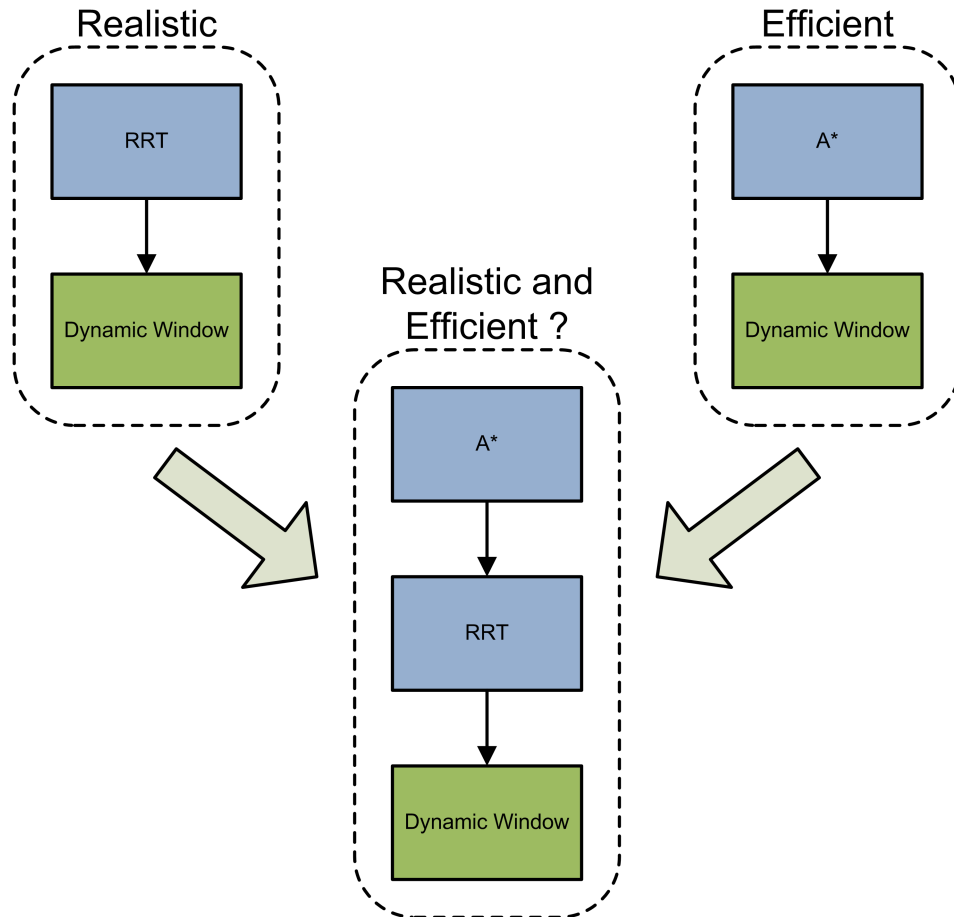 Realistic
RRT
Dynamic Window
Efficient
A*
Dynamic Window
Realistic and
Efficient ?
A*
RRT
Dynamic Window